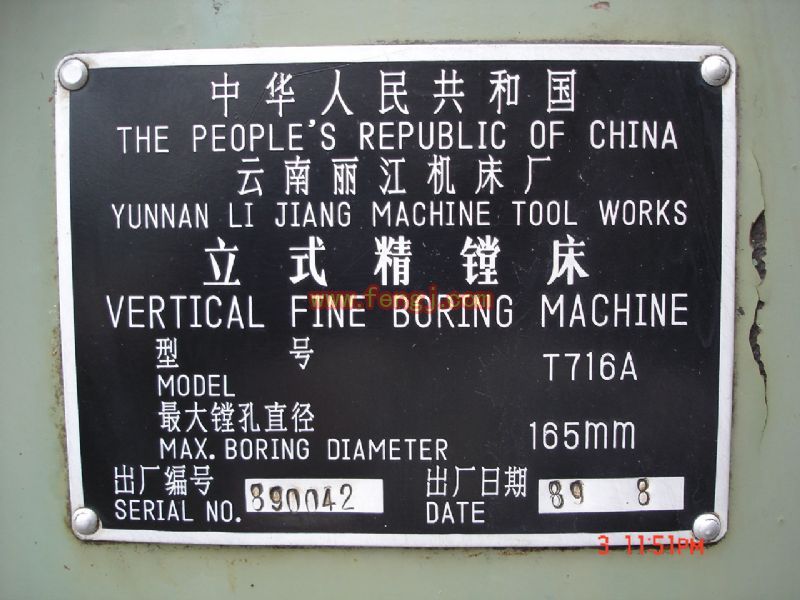 中华人民共和国
THE PEOPLE'S REPUBLIC OF CHINA
云南丽江机床厂
YUNNAN LI JIANG MACHINE TOOL WORKS
立式精镗床
www.fengj.com
VERTICAL FINE BORING MACHINE
型 号
MODEL T716A
最大镗孔直径
MAX. BORING DIAMETER 165mm
出厂编号 890042 出厂日期 89 8
SERIAL NO. DATE
3 11:51PM